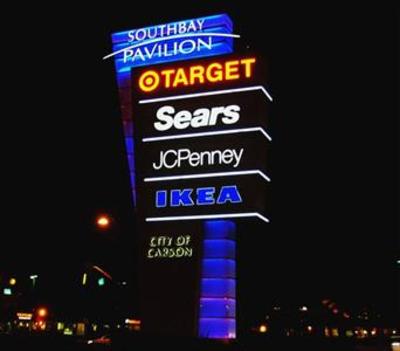 SOUTHBAY
PAVILION
TARGET
Sears
JCPenney
IKEA
CITY OF
CARSON